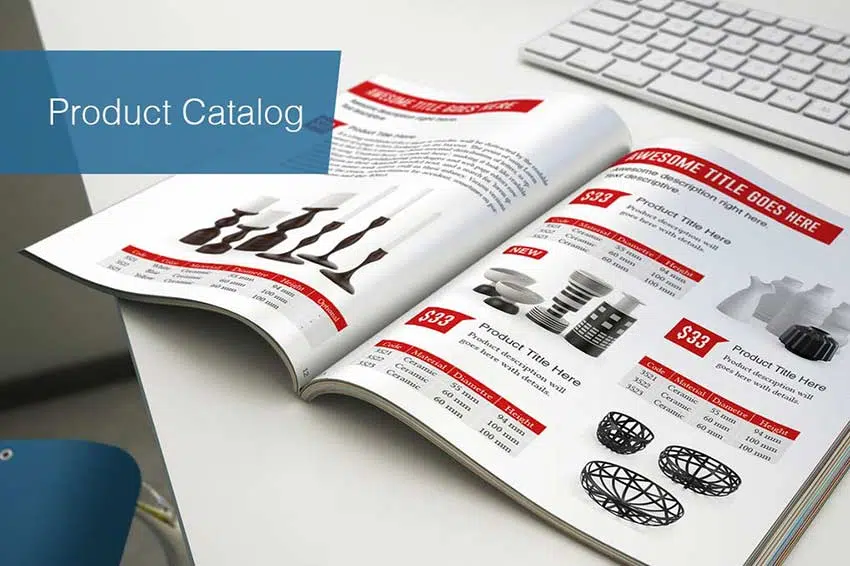 Product Catalog
AWESOME TITLE GOES HERE
Awesome description right here.
Text descriptive.
Product Title Here
Code Color Material Diametre Height Optional
3521 White Ceramic 55 mm 94 mm
3522 Blue Ceramic 60 mm 100 mm
3523 Yellow Ceramic 60 mm 100 mm
12
AWESOME TITLE GOES HERE
Awesome description right here.
Text descriptive.
$33
Product Title Here
Product description will
goes here with details.
Code Material Diametre Height
3521 Ceramic 55 mm 94 mm
3522 Ceramic 60 mm 100 mm
3523 Ceramic 60 mm 100 mm
NEW
$33
Product Title Here
Product description will
goes here with details.
Code Material Diametre Height
3521 Ceramic 55 mm 94 mm
3522 Ceramic 60 mm 100 mm
3523 Ceramic 60 mm 100 mm
$33
Product Title Here
Product description will
goes here with details.
Code Material Diametre Height
3521 Ceramic 55 mm 94 mm
3522 Ceramic 60 mm 100 mm
3523 Ceramic 60 mm 100 mm